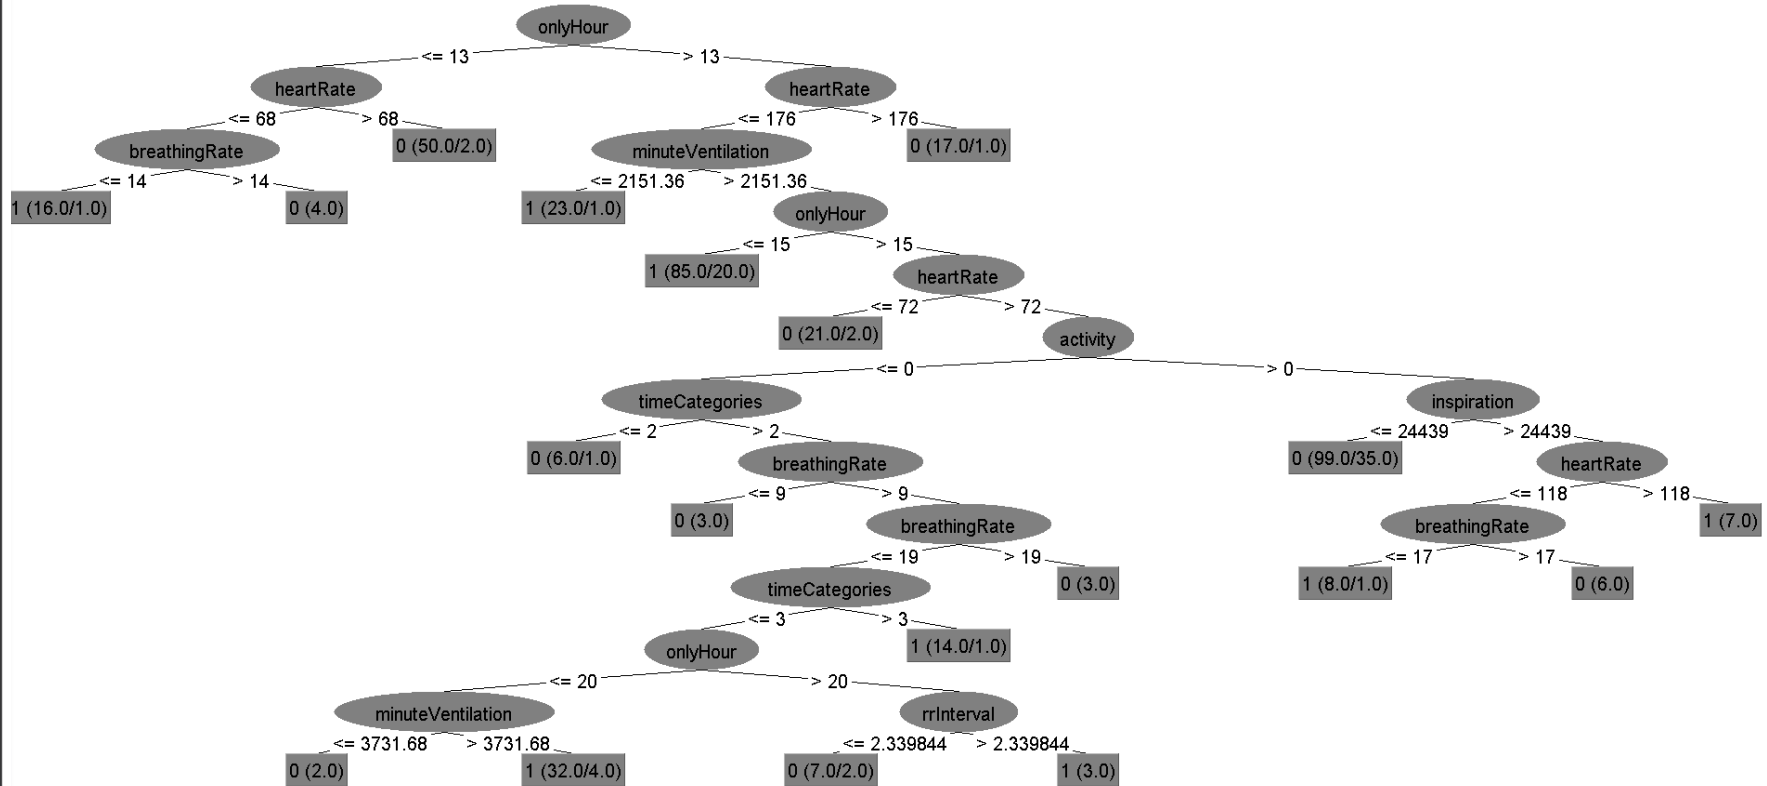 onlyHour
<= 13 > 13
heartRate heartRate
<= 68 > 68 <= 176 > 176
breathingRate 0 (50.0/2.0) minuteVentilation 0 (17.0/1.0)
<= 14 > 14 <= 2151.36 > 2151.36
1 (16.0/1.0) 0 (4.0) 1 (23.0/1.0) onlyHour
<= 15 > 15
1 (85.0/20.0) heartRate
<= 72 > 72
0 (21.0/2.0) activity
<= 0 > 0
timeCategories inspiration
<= 2 > 2 <= 24439 > 24439
0 (6.0/1.0) breathingRate 0 (99.0/35.0) heartRate
<= 9 > 9 <= 118 > 118
0 (3.0) breathingRate breathingRate 1 (7.0)
<= 19 > 19 <= 17 > 17
timeCategories 0 (3.0) 1 (8.0/1.0) 0 (6.0)
<= 3 > 3
onlyHour 1 (14.0/1.0)
<= 20 > 20
minuteVentilation rrInterval
<= 3731.68 > 3731.68 <= 2.339844 > 2.339844
0 (2.0) 1 (32.0/4.0) 0 (7.0/2.0) 1 (3.0)